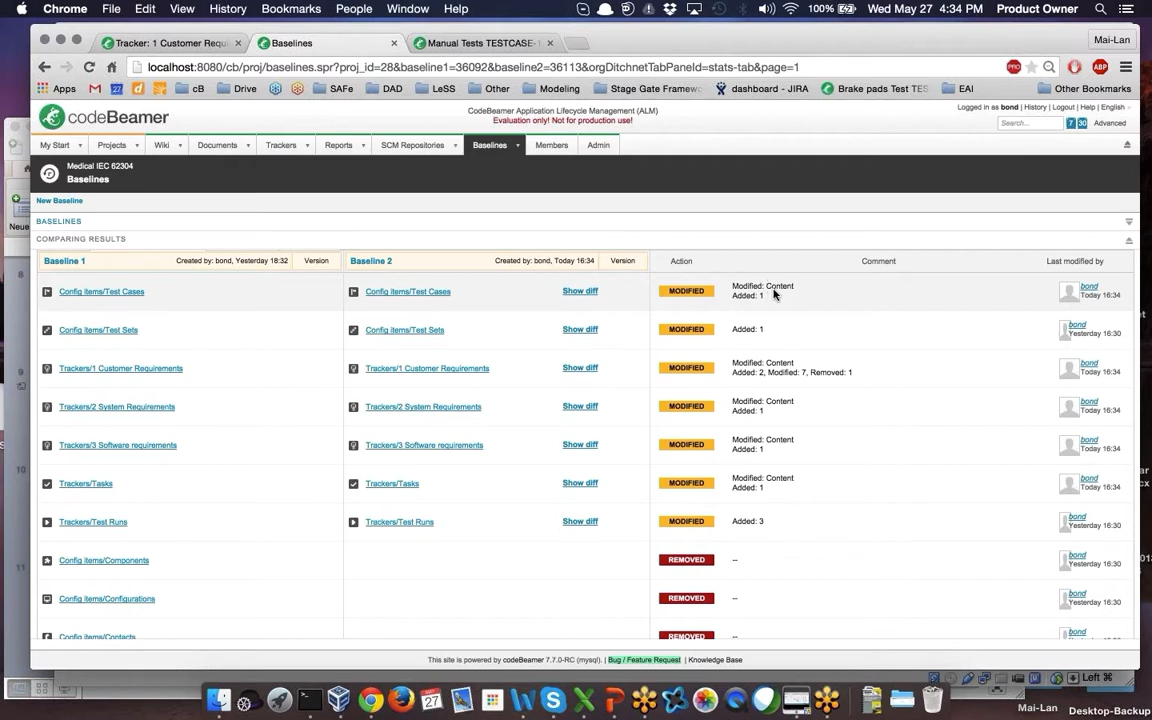 Chrome File Edit View History Bookmarks People Window Help 100% Wed May 27 4:34 PM Product Owner
Tracker: 1 Customer Requi Baselines Manual Tests TESTCASE-1 Mai-Lan
localhost:8080/cb/proj/baselines.spr?proj_id=28&baseline1=36092&baseline2=36113&orgDitchnetTabPaneId=stats-tab&page=1
Apps cB Drive SAFe DAD LeSS Other Modeling Stage Gate Framew dashboard - JIRA Brake pads Test TES EAI Other Bookmarks
codeBeamer
CodeBeamer Application Lifecycle Management (ALM)
Evaluation only! Not for production use!
Logged in as bond | History | Logout | Help | English
Search... Advanced
My Start Projects Wiki Documents Trackers Reports SCM Repositories Baselines Members Admin
Medical IEC 62304
Baselines
New Baseline
BASELINES
COMPARING RESULTS
Baseline 1 Created by: bond, Yesterday 18:32 Version Baseline 2 Created by: bond, Today 16:34 Version Action Comment Last modified by
Config items/Test Cases Config items/Test Cases Show diff MODIFIED Modified: Content
Added: 1 bond
Today 16:34
Config items/Test Sets Config items/Test Sets Show diff MODIFIED Added: 1 bond
Yesterday 16:30
Trackers/1 Customer Requirements Trackers/1 Customer Requirements Show diff MODIFIED Modified: Content
Added: 2, Modified: 7, Removed: 1 bond
Today 16:34
Trackers/2 System Requirements Trackers/2 System Requirements Show diff MODIFIED Modified: Content
Added: 1 bond
Today 16:34
Trackers/3 Software requirements Trackers/3 Software requirements Show diff MODIFIED Modified: Content
Added: 1 bond
Today 16:34
Trackers/Tasks Trackers/Tasks Show diff MODIFIED Modified: Content
Added: 1 bond
Today 16:34
Trackers/Test Runs Trackers/Test Runs Show diff MODIFIED Added: 3 bond
Yesterday 16:30
Config items/Components REMOVED -- bond
Yesterday 16:30
Config items/Configurations REMOVED -- bond
Yesterday 16:30
Config items/Contacts REMOVED -- bond
This site is powered by codeBeamer 7.7.0-RC (mysql). | Bug / Feature Request | Knowledge Base
Neue
8
9
10
11
Left ⌘
Mai-Lan
Desktop-Backup